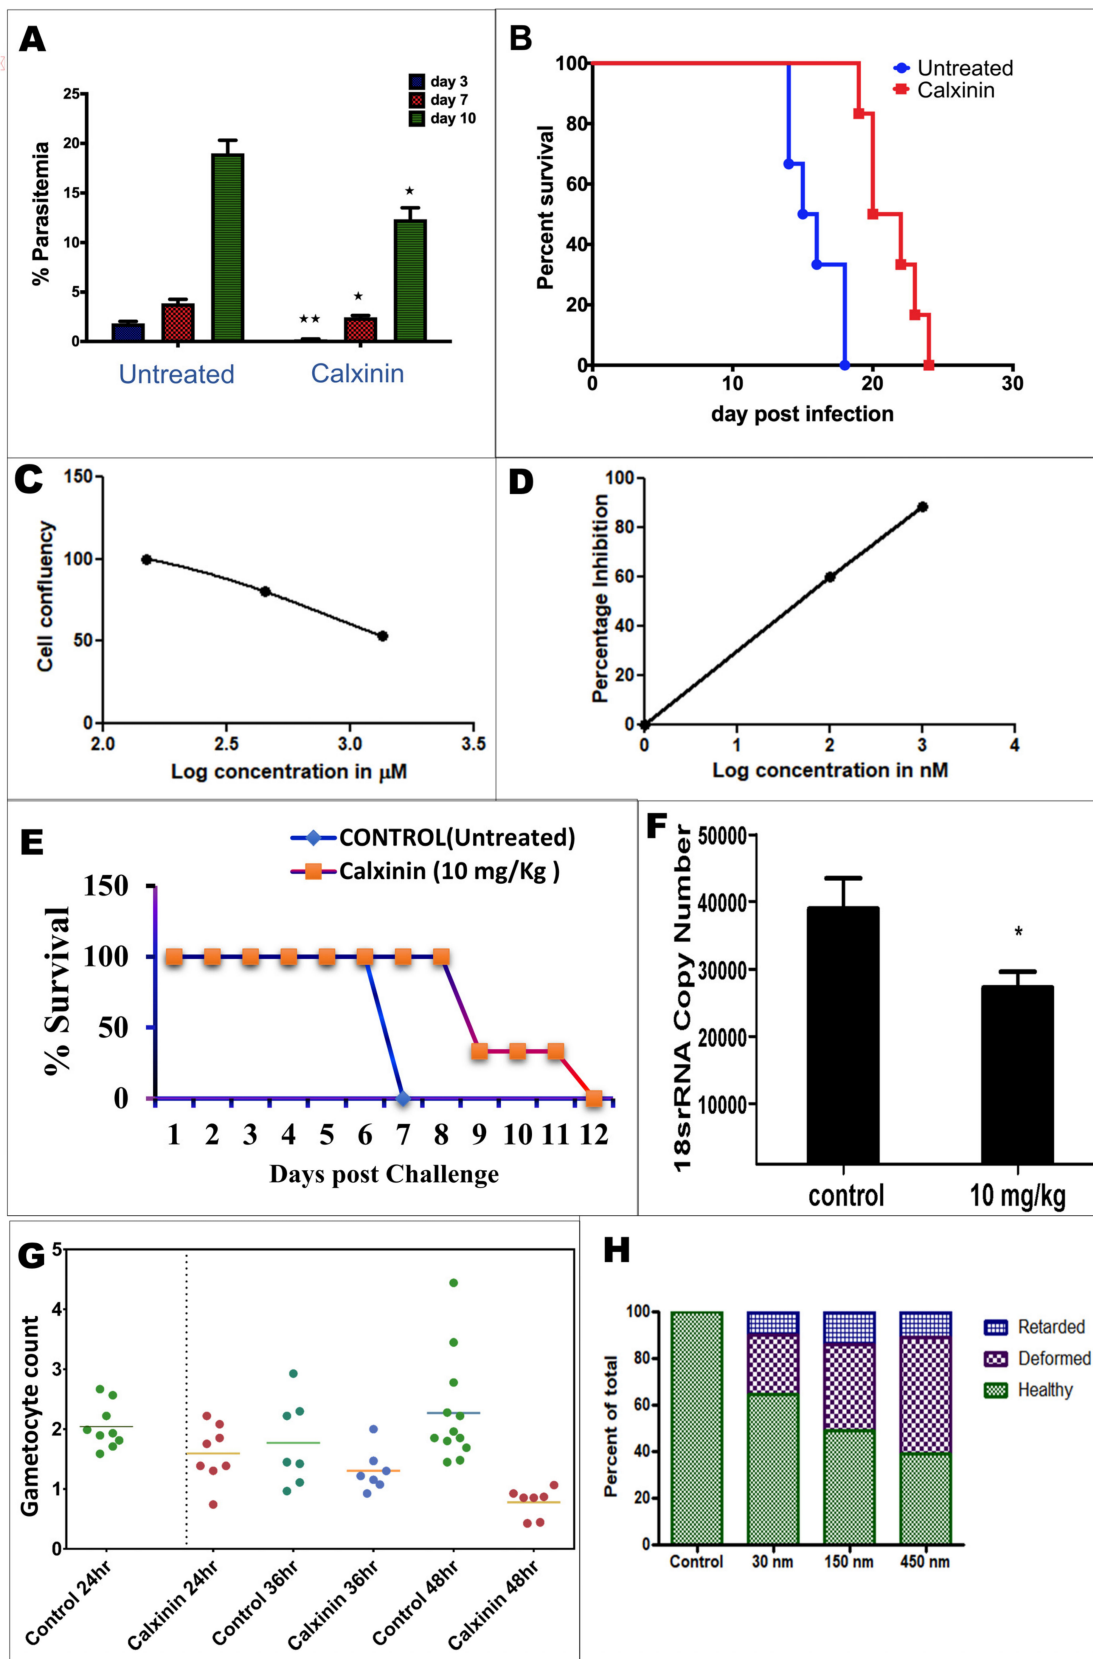 A
day 3
day 7
day 10
% Parasitemia
25
20
15
10
5
0
★★
★
★
Untreated
Calxinin
B
Untreated
Calxinin
Percent survival
100
80
60
40
20
0
0 10 20 30
day post infection
C
Cell confluency
150
100
50
0
2.0 2.5 3.0 3.5
Log concentration in μM
D
Percentage Inhibition
100
80
60
40
20
0
0 1 2 3 4
Log concentration in nM
E
CONTROL(Untreated)
Calxinin (10 mg/Kg )
% Survival
150
100
50
0
1 2 3 4 5 6 7 8 9 10 11 12
Days post Challenge
F
18srRNA Copy Number
50000
40000
30000
20000
10000
*
control
10 mg/kg
G
Gametocyte count
5
4
3
2
1
0
Control 24hr
Calxinin 24hr
Control 36hr
Calxinin 36hr
Control 48hr
Calxinin 48hr
H
Percent of total
100
80
60
40
20
0
Control
30 nm
150 nm
450 nm
Retarded
Deformed
Healthy